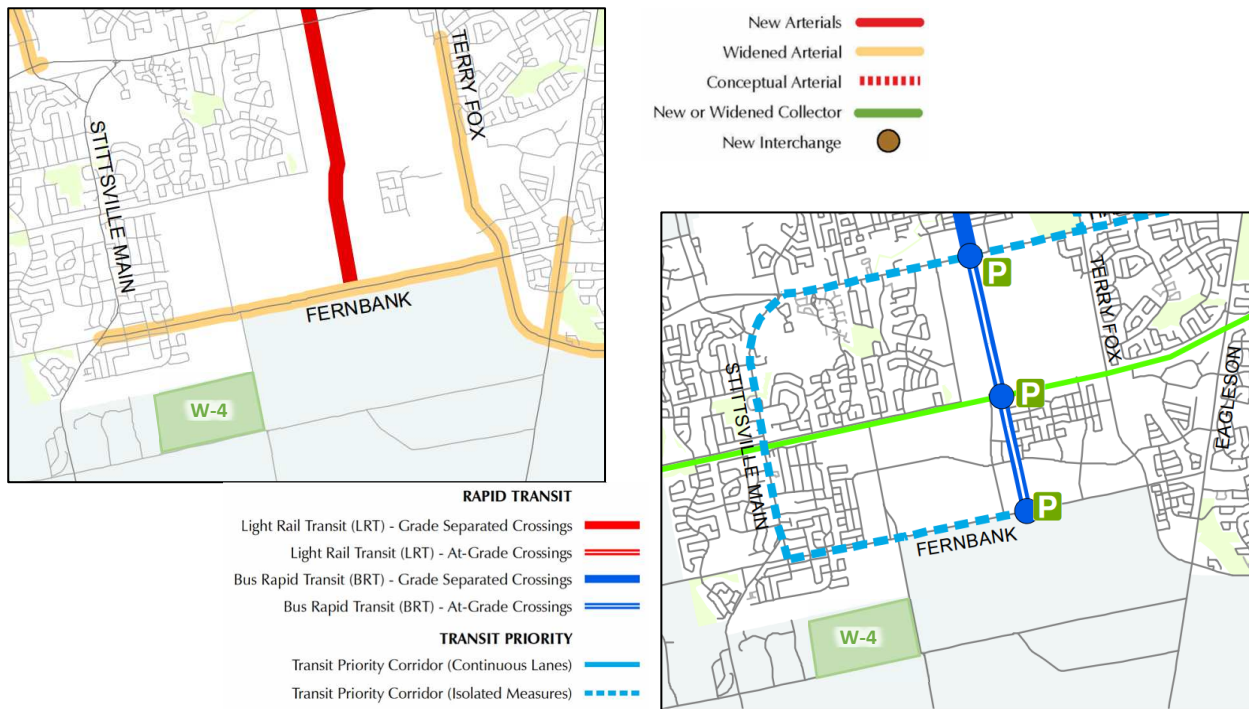 TERRY FOX
STITTSVILLE MAIN
FERNBANK
W-4
New Arterials
Widened Arterial
Conceptual Arterial
New or Widened Collector
New Interchange
P
TERRY FOX
P
STITTSVILLE MAIN
EAGLESON
P
FERNBANK
W-4
RAPID TRANSIT
Light Rail Transit (LRT) - Grade Separated Crossings
Light Rail Transit (LRT) - At-Grade Crossings
Bus Rapid Transit (BRT) - Grade Separated Crossings
Bus Rapid Transit (BRT) - At-Grade Crossings
TRANSIT PRIORITY
Transit Priority Corridor (Continuous Lanes)
Transit Priority Corridor (Isolated Measures)